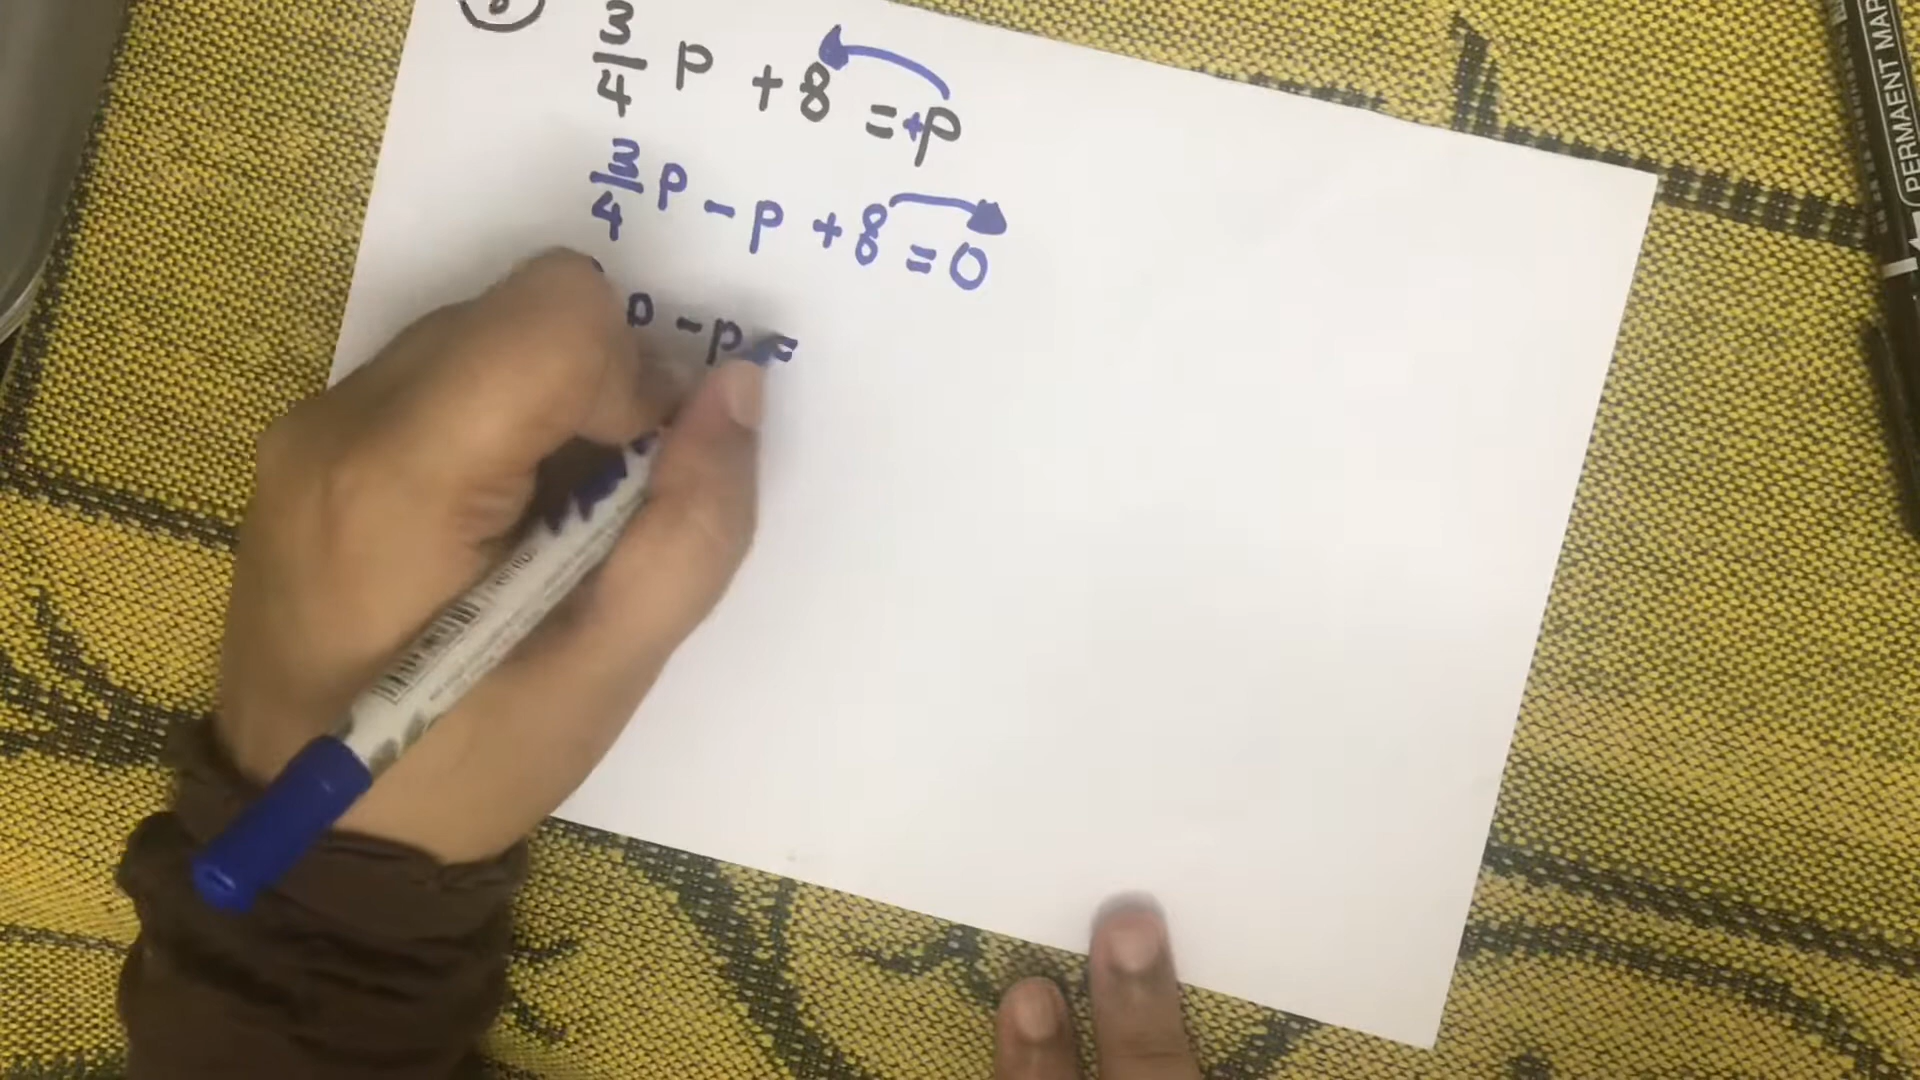 3/4 p + 8 = +p
3/4 p - p + 8 = 0
p - p =
PERMAENT MAR